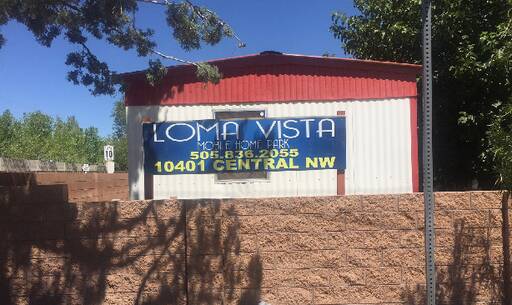 10
LOMA VISTA
MOBILE HOME PARK
505.836.2055
10401 CENTRAL NW